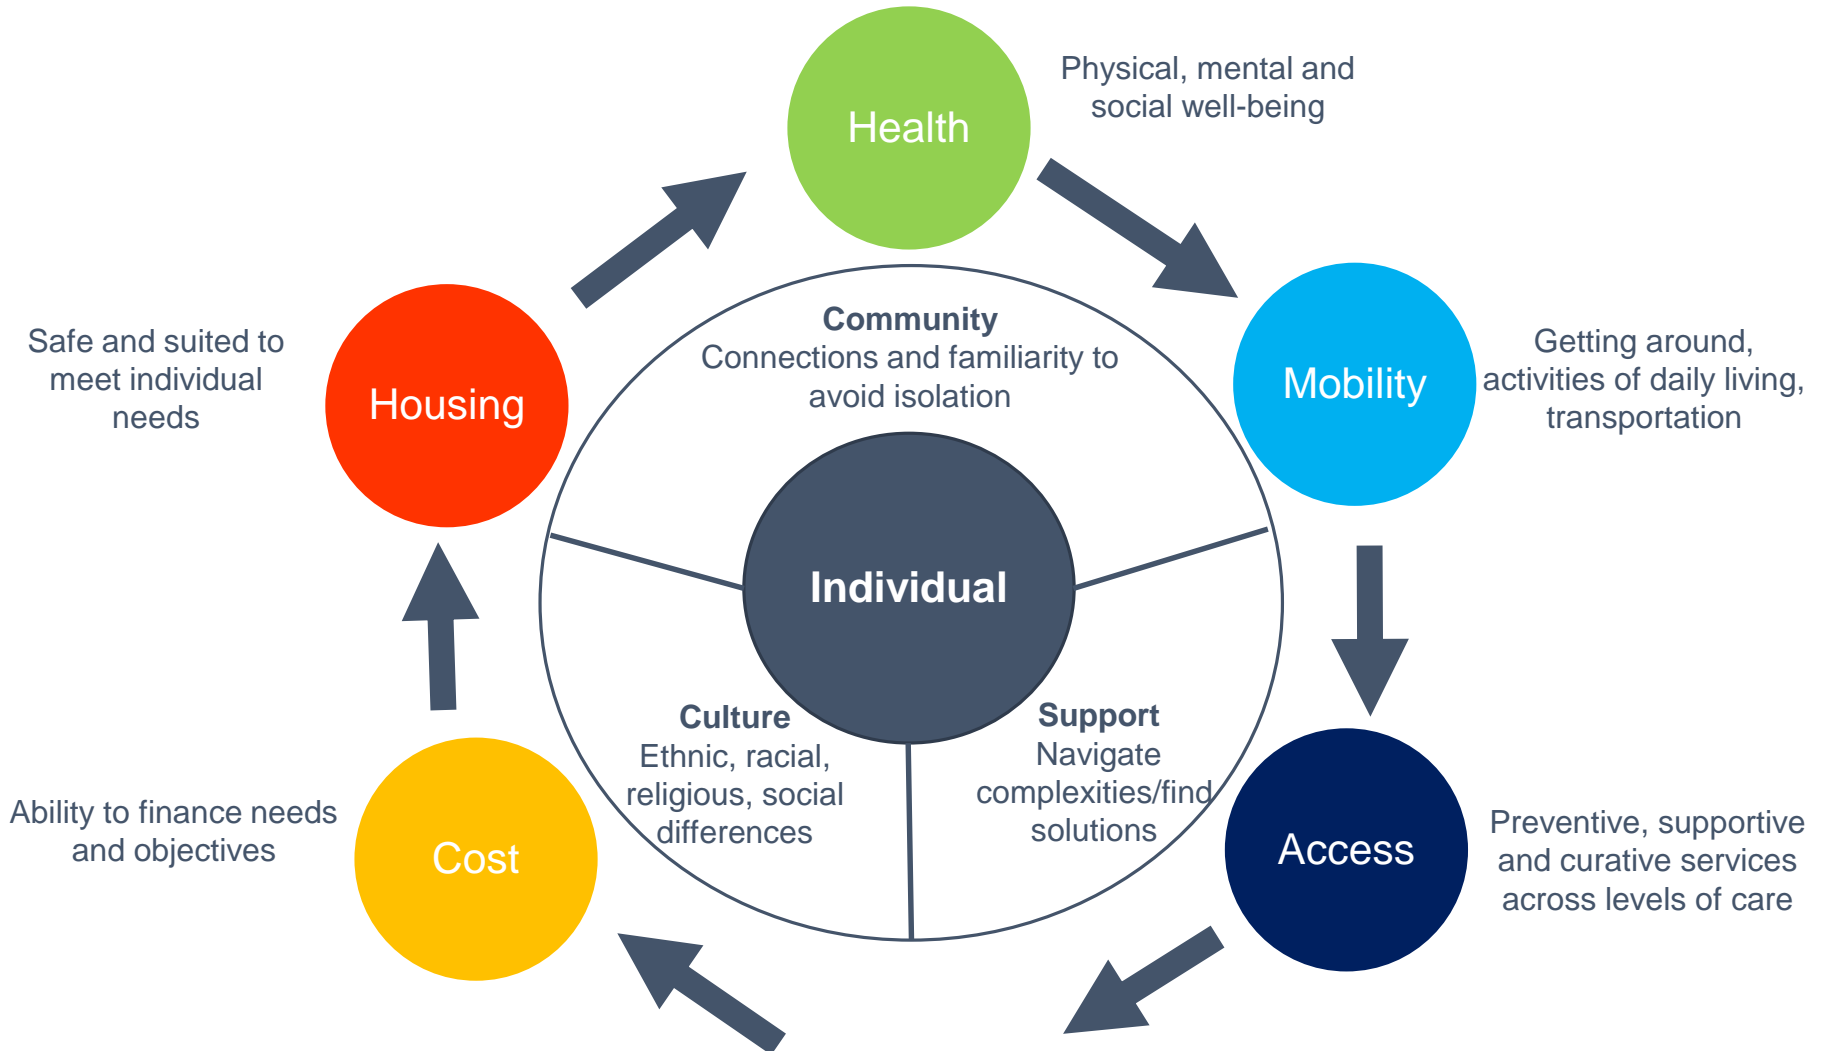 Health
Physical, mental and
social well-being
Community
Connections and familiarity to
avoid isolation
Housing
Safe and suited to
meet individual
needs
Mobility
Getting around,
activities of daily living,
transportation
Individual
Culture
Ethnic, racial,
religious, social
differences
Support
Navigate
complexities/find
solutions
Cost
Ability to finance needs
and objectives
Access
Preventive, supportive
and curative services
across levels of care